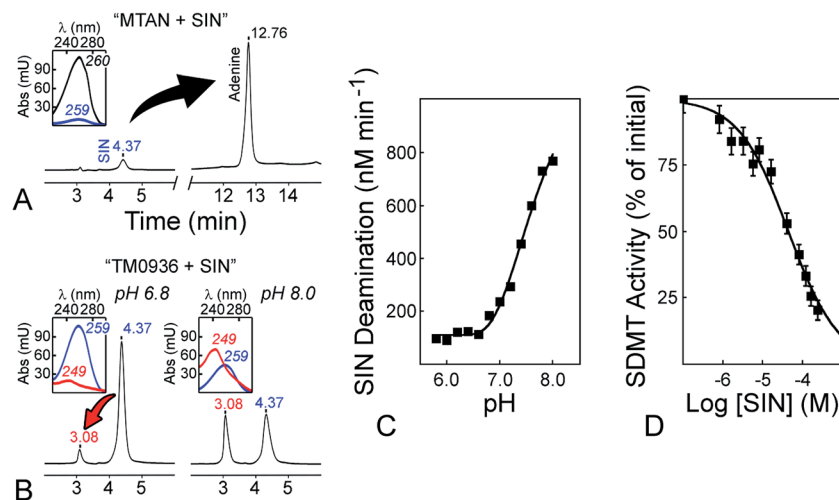 "MTAN + SIN"
λ (nm)
240 280
260
90
60
30
259
Abs (mU)
SIN 4.37
Adenine
12.76
3 4 5 12 13 14
Time (min)
A
"TM0936 + SIN"
pH 6.8
λ (nm)
240 280
90
60
30
259
249
Abs (mU)
4.37
3.08
3 4 5
pH 8.0
λ (nm)
240 280
90
60
30
249
259
Abs (mU)
3.08
4.37
3 4 5
B
SIN Deamination (nM min⁻¹)
800
600
400
200
6.0 7.0 8.0
pH
C
SDMT Activity (% of initial)
75
50
25
-6 -5 -4
Log [SIN] (M)
D